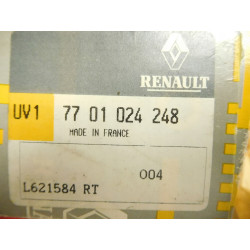 RENAULT
UV1 77 01 024 248
MADE IN FRANCE
004
L621584 RT